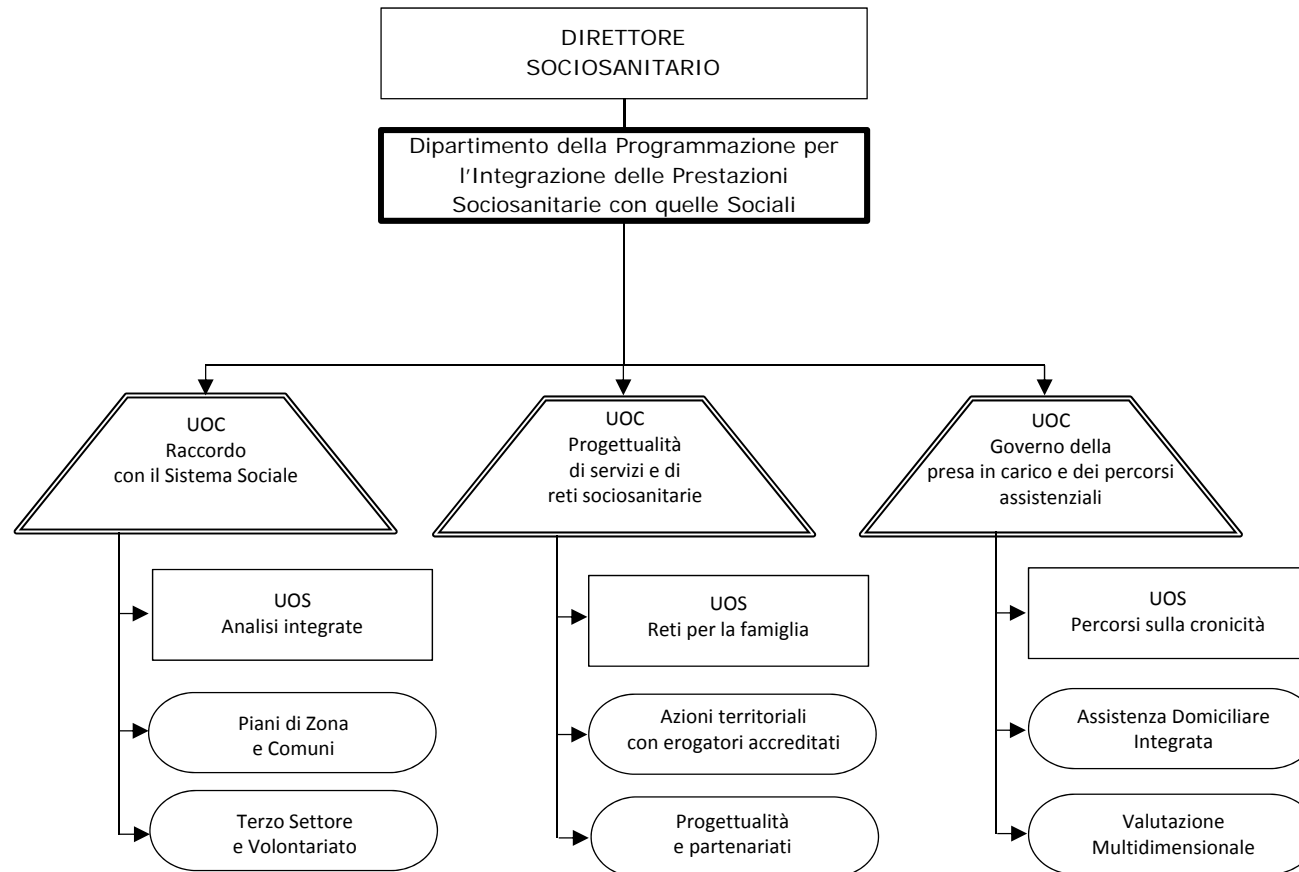 DIRETTORE
SOCIOSANITARIO
Dipartimento della Programmazione per
l'Integrazione delle Prestazioni
Sociosanitarie con quelle Sociali
UOC
Raccordo
con il Sistema Sociale
UOC
Progettualità
di servizi e di
reti sociosanitarie
UOC
Governo della
presa in carico e dei percorsi
assistenziali
UOS
Analisi integrate
UOS
Reti per la famiglia
UOS
Percorsi sulla cronicità
Piani di Zona
e Comuni
Azioni territoriali
con erogatori accreditati
Assistenza Domiciliare
Integrata
Terzo Settore
e Volontariato
Progettualità
e partenariati
Valutazione
Multidimensionale